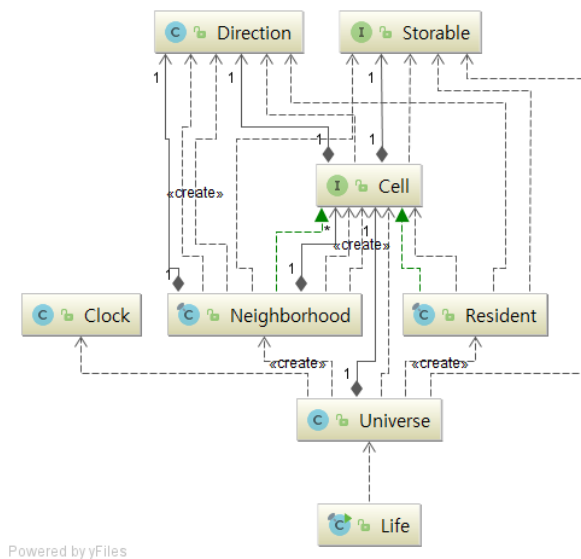 C Direction
I Storable
1
1
1
1
1
I Cell
«create»
*
«create»
1
1
1
C Clock
C Neighborhood
C Resident
«create»
«create»
1
C Universe
C Life
Powered by yFiles